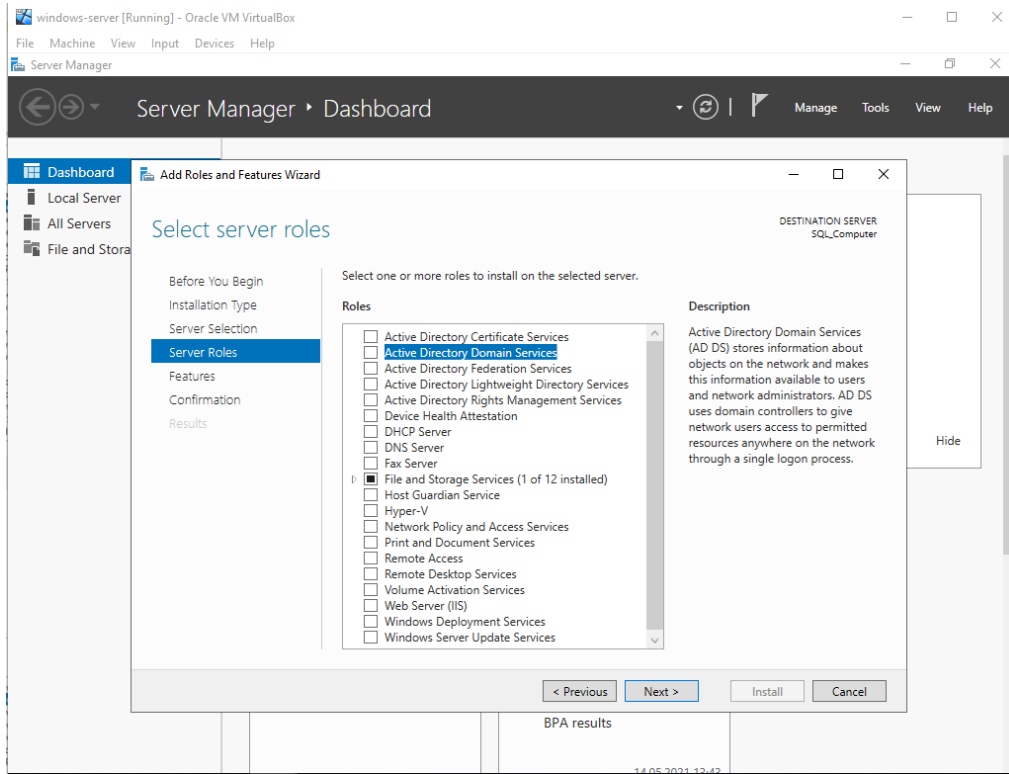 windows-server [Running] - Oracle VM VirtualBox
File Machine View Input Devices Help
Server Manager
Server Manager • Dashboard
Manage Tools View Help
Dashboard
Local Server
All Servers
File and Stora
Add Roles and Features Wizard
Select server roles
DESTINATION SERVER
SQL_Computer
Before You Begin
Installation Type
Server Selection
Server Roles
Features
Confirmation
Results
Select one or more roles to install on the selected server.
Roles
Active Directory Certificate Services
Active Directory Domain Services
Active Directory Federation Services
Active Directory Lightweight Directory Services
Active Directory Rights Management Services
Device Health Attestation
DHCP Server
DNS Server
Fax Server
File and Storage Services (1 of 12 installed)
Host Guardian Service
Hyper-V
Network Policy and Access Services
Print and Document Services
Remote Access
Remote Desktop Services
Volume Activation Services
Web Server (IIS)
Windows Deployment Services
Windows Server Update Services
Description
Active Directory Domain Services
(AD DS) stores information about
objects on the network and makes
this information available to users
and network administrators. AD DS
uses domain controllers to give
network users access to permitted
resources anywhere on the network
through a single logon process.
Hide
< Previous
Next >
Install
Cancel
BPA results
14.05.2021 13:43